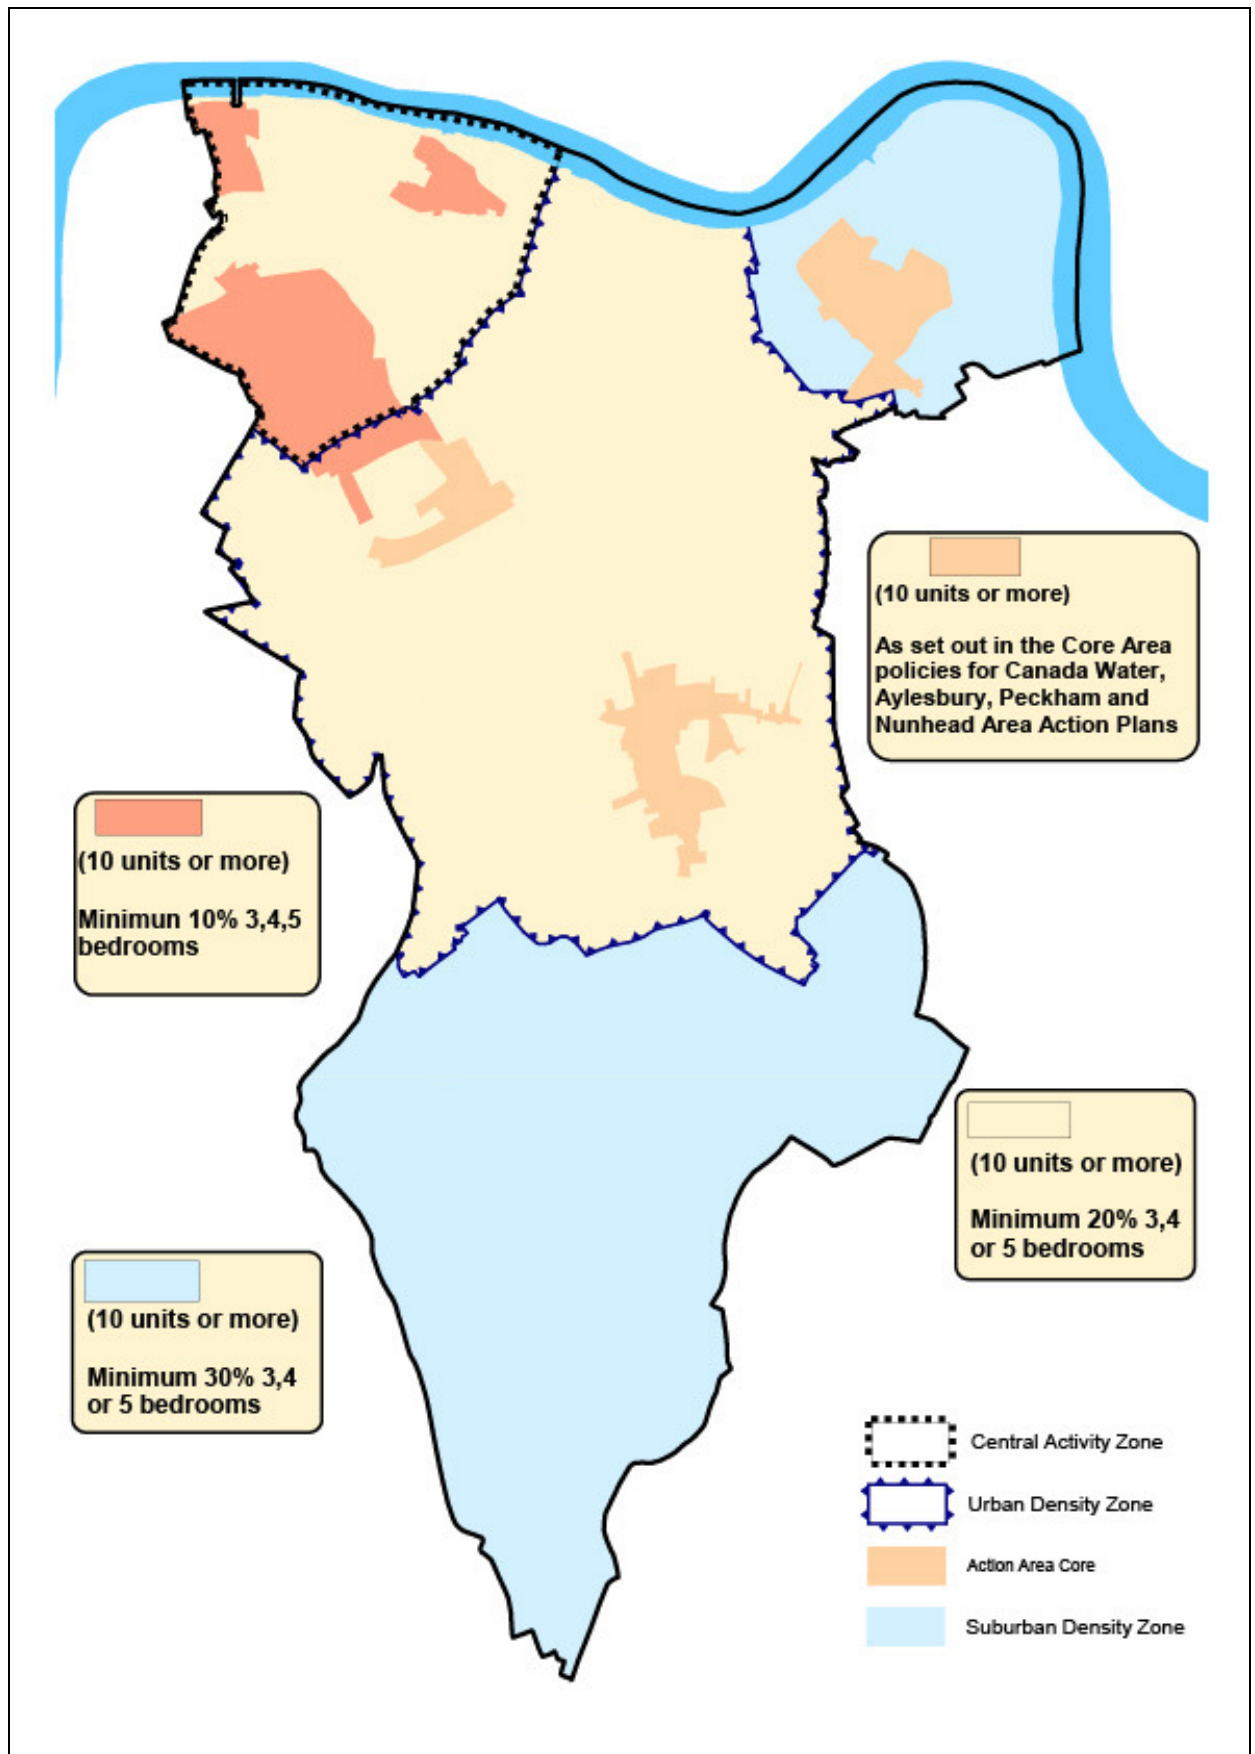 (10 units or more)
As set out in the Core Area
policies for Canada Water,
Aylesbury, Peckham and
Nunhead Area Action Plans
(10 units or more)
Minimun 10% 3,4,5
bedrooms
(10 units or more)
Minimum 20% 3,4
or 5 bedrooms
(10 units or more)
Minimum 30% 3,4
or 5 bedrooms
Central Activity Zone
Urban Density Zone
Action Area Core
Suburban Density Zone